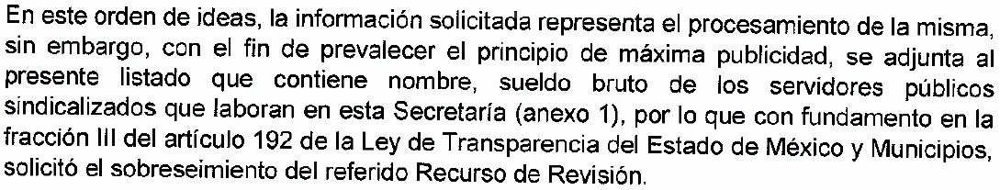 En este orden de ideas, la información solicitada representa el procesamiento de la misma,
sin embargo, con el fin de prevalecer el principio de máxima publicidad, se adjunta al
presente listado que contiene nombre, sueldo bruto de los servidores públicos
sindicalizados que laboran en esta Secretaría (anexo 1), por lo que con fundamento en la
fracción III del artículo 192 de la Ley de Transparencia del Estado de México y Municipios,
solicitó el sobreseimiento del referido Recurso de Revisión.